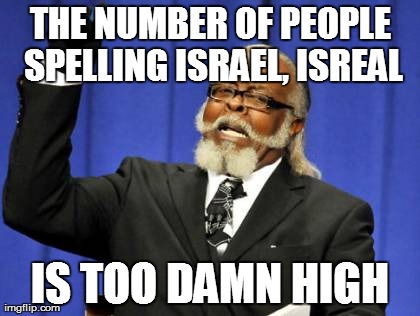 THE NUMBER OF PEOPLE
SPELLING ISRAEL, ISREAL
IS TOO DAMN HIGH
imgflip.com